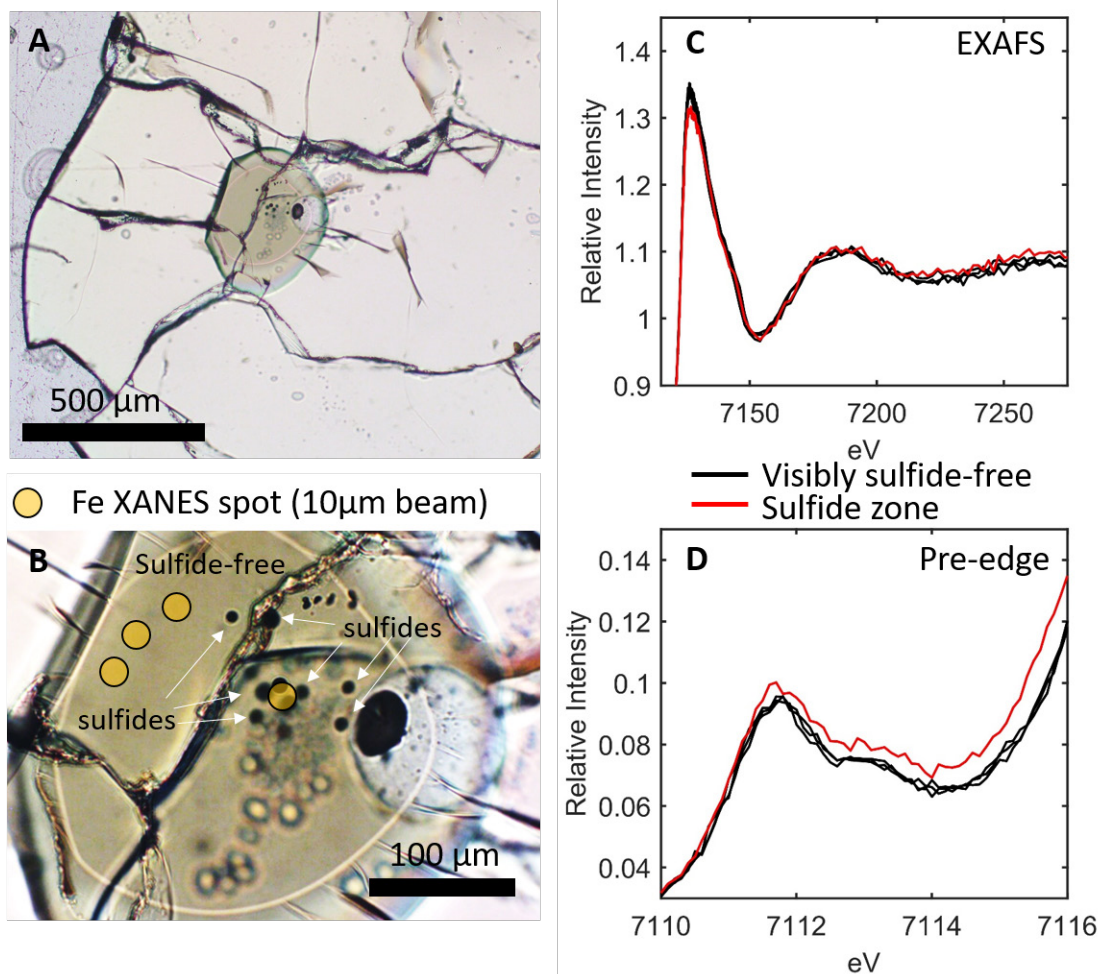 A
500 µm
Fe XANES spot (10µm beam)
B
Sulfide-free
sulfides
sulfides
100 µm
C
EXAFS
1.4
1.3
1.2
1.1
1
0.9
Relative Intensity
7150
7200
7250
eV
Visibly sulfide-free
Sulfide zone
D
Pre-edge
0.14
0.12
0.1
0.08
0.06
0.04
Relative Intensity
7110
7112
7114
7116
eV